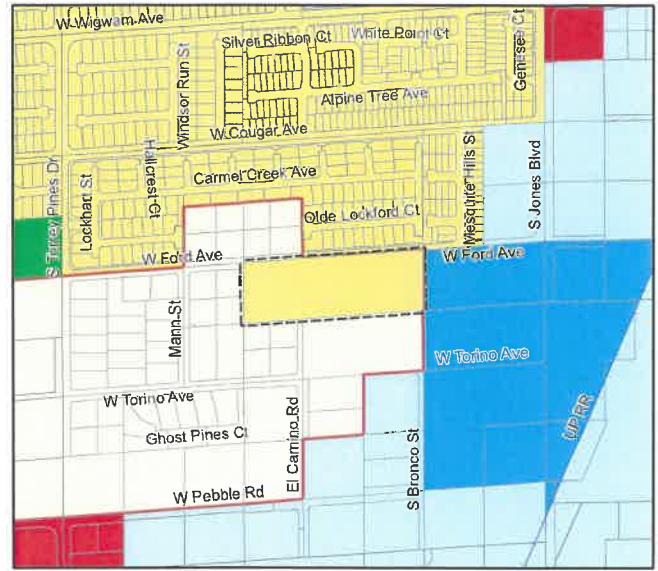 W Wigwam Ave
Silver Ribbon Ct
White Point Ct
Genesee Ct
Windsor Run St
Alpine Tree Ave
W Cougar Ave
Hallcrest Ct
Carmel Creek Ave
Mesquite Hills St
S Jones Blvd
S Torrey Pines Dr
Lockhart St
Olde Lockford Ct
W Ford Ave
W Ford Ave
Mann St
W Torino Ave
W Torino Ave
Ghost Pines Ct
El Camino Rd
S Bronco St
UP RR
W Pebble Rd